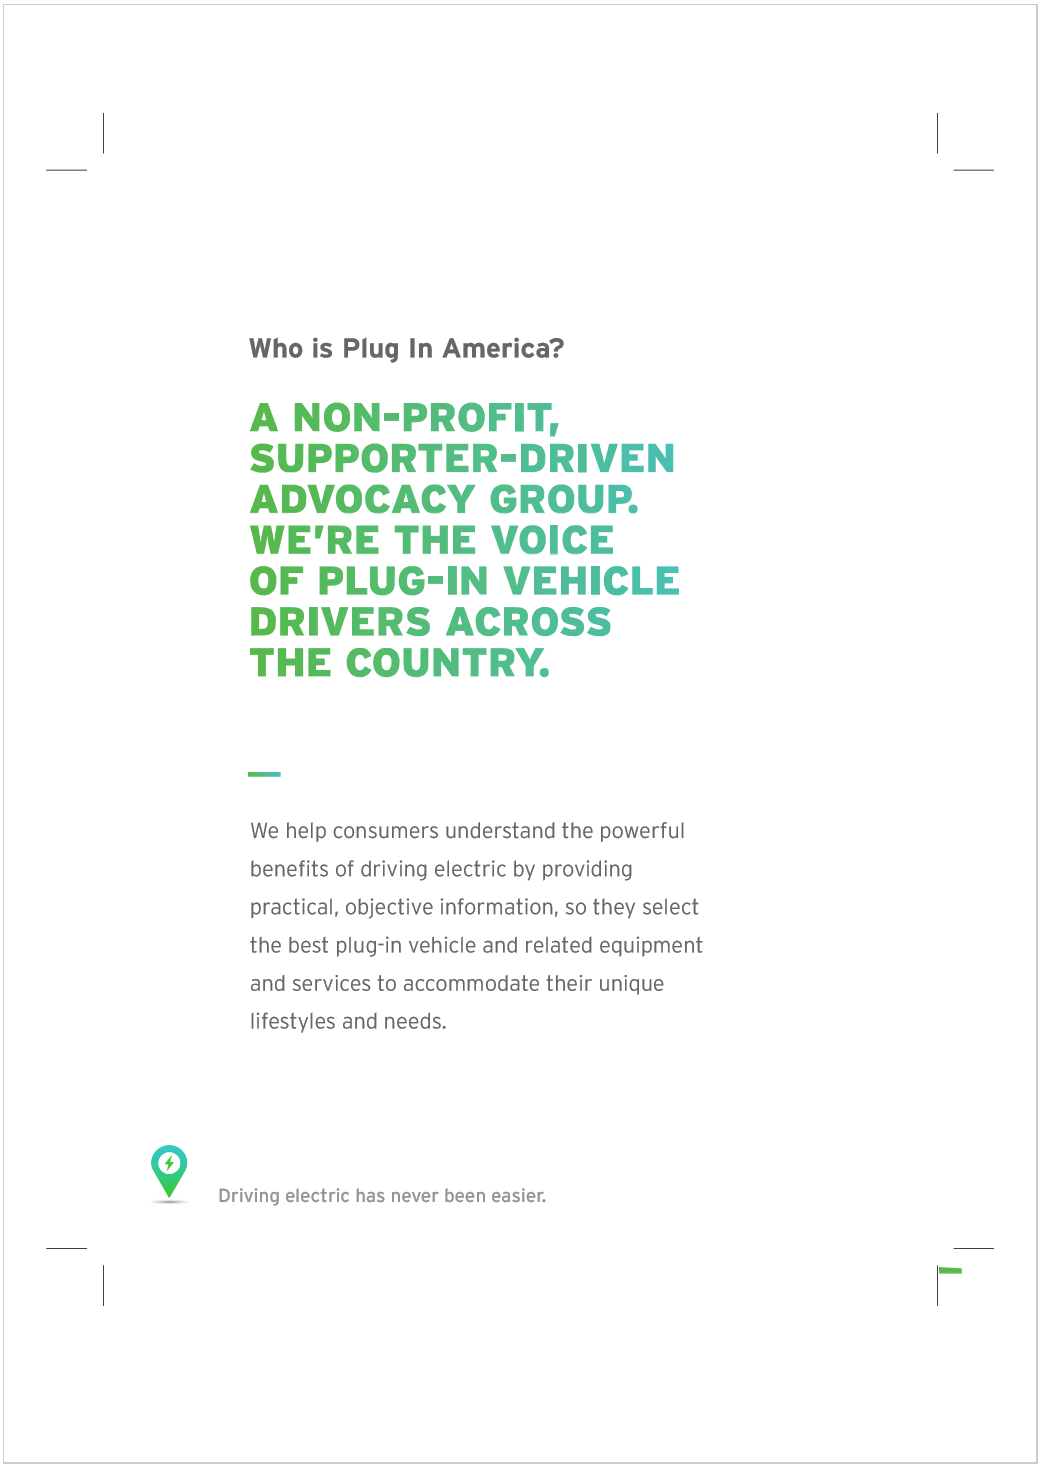 Who is Plug In America?
A NON-PROFIT,
SUPPORTER-DRIVEN
ADVOCACY GROUP.
WE'RE THE VOICE
OF PLUG-IN VEHICLE
DRIVERS ACROSS
THE COUNTRY.
We help consumers understand the powerful
benefits of driving electric by providing
practical, objective information, so they select
the best plug-in vehicle and related equipment
and services to accommodate their unique
lifestyles and needs.
Driving electric has never been easier.